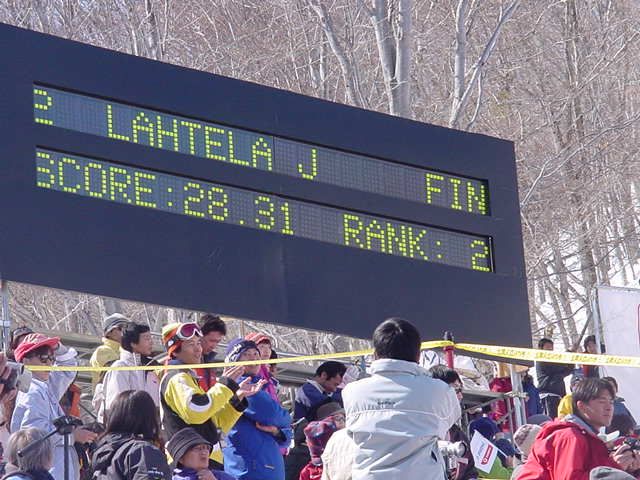 2 LAHTELA J FIN
SCORE:28.31 RANK: 2